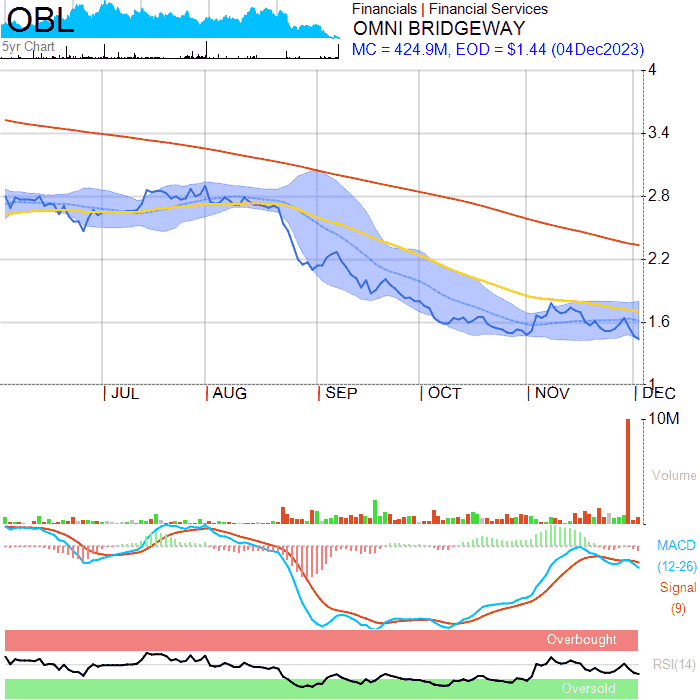 OBL
5yr Chart
Financials | Financial Services
OMNI BRIDGEWAY
MC = 424.9M, EOD = $1.44 (04Dec2023)
4
3.4
2.8
2.2
1.6
1
JUL AUG SEP OCT NOV DEC
10M
Volume
MACD
(12-26)
Signal
(9)
Overbought
RSI(14)
Oversold